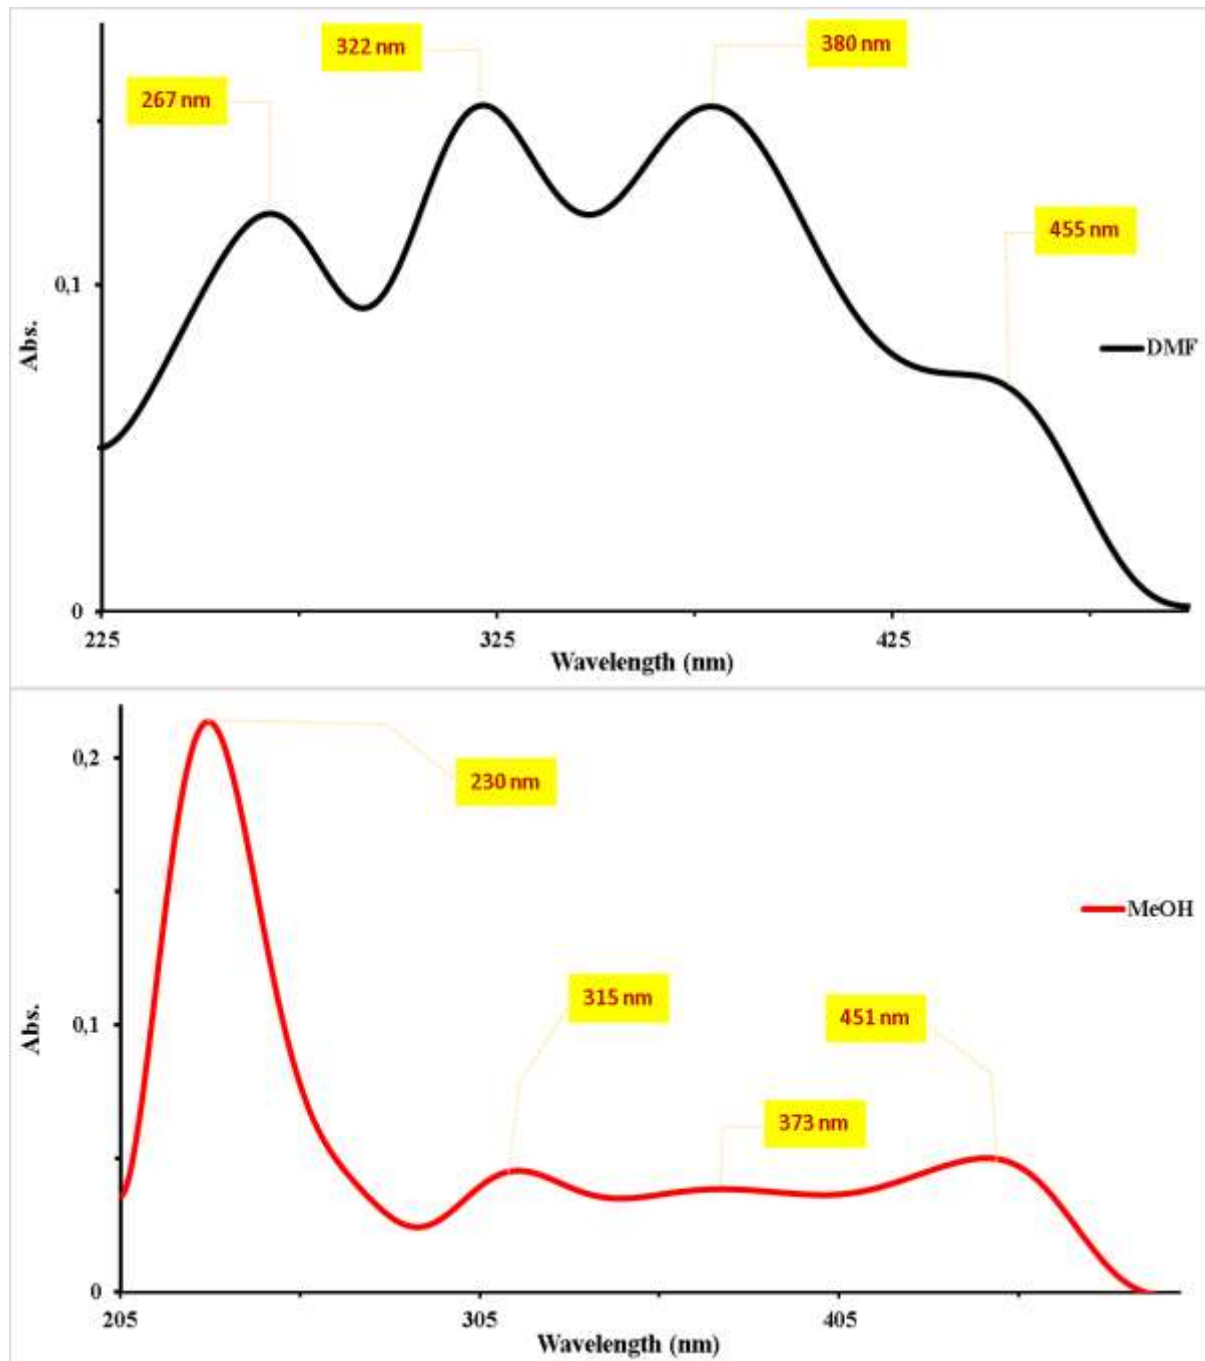 322 nm
380 nm
267 nm
455 nm
0,1
Abs.
DMF
0
225
325
425
Wavelength (nm)
0,2
230 nm
MeOH
315 nm
451 nm
0,1
Abs.
373 nm
0
205
305
405
Wavelength (nm)